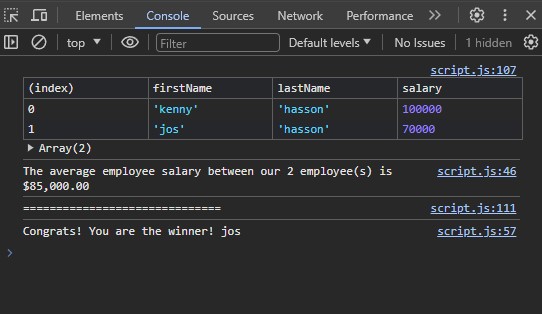 Elements Console Sources Network Performance
top Filter Default levels No Issues 1 hidden
script.js:107
(index) firstName lastName salary
0 'kenny' 'hasson' 100000
1 'jos' 'hasson' 70000
Array(2)
The average employee salary between our 2 employee(s) is script.js:46
$85,000.00
============================== script.js:111
Congrats! You are the winner! jos script.js:57